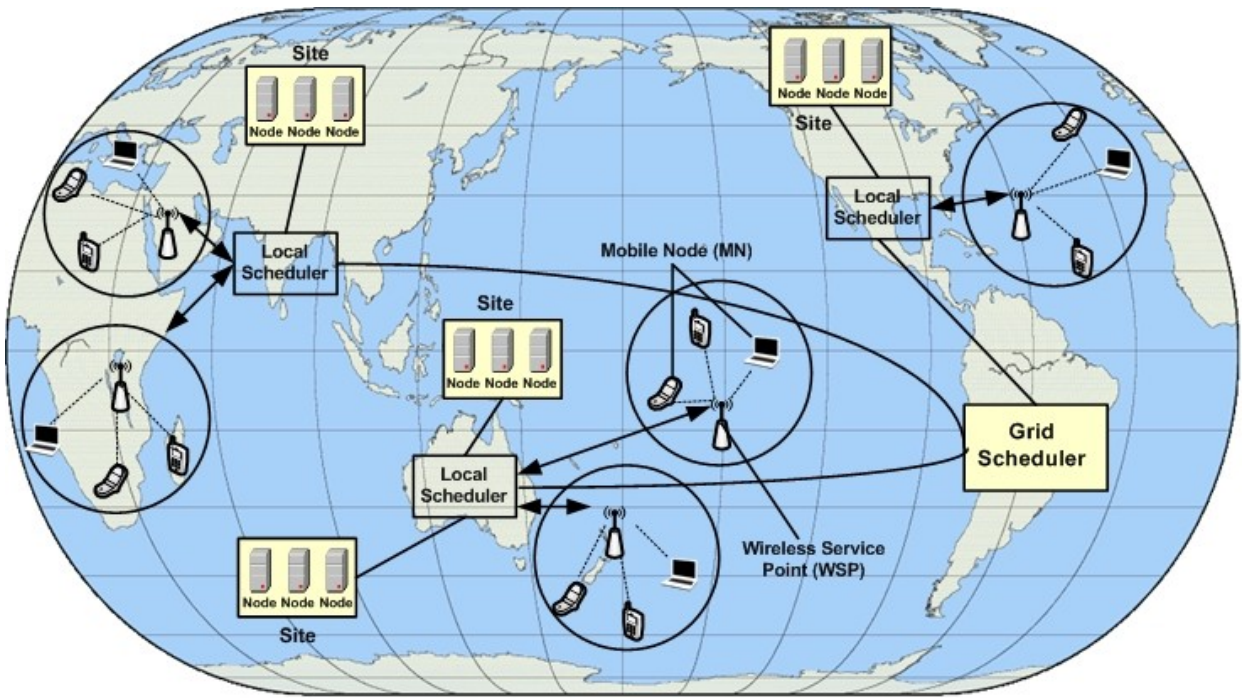 Site
Node Node Node
Node Node Node
Site
Local
Scheduler
Local
Scheduler
Mobile Node (MN)
Site
Node Node Node
Grid
Scheduler
Local
Scheduler
Wireless Service
Point (WSP)
Node Node Node
Site